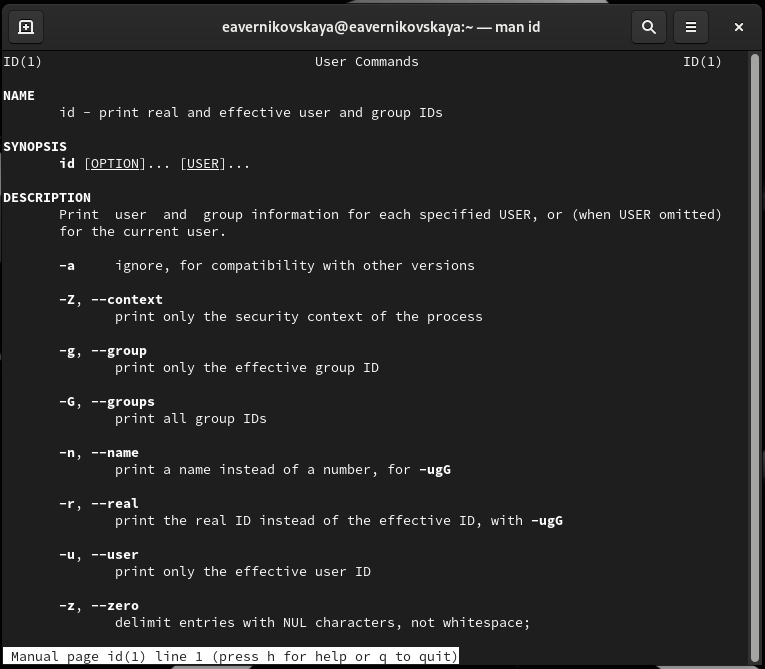 eavernikovskaya@eavernikovskaya:~ — man id
ID(1) User Commands ID(1)
NAME
id - print real and effective user and group IDs
SYNOPSIS
id [OPTION]... [USER]...
DESCRIPTION
Print user and group information for each specified USER, or (when USER omitted)
for the current user.
-a ignore, for compatibility with other versions
-Z, --context
print only the security context of the process
-g, --group
print only the effective group ID
-G, --groups
print all group IDs
-n, --name
print a name instead of a number, for -ugG
-r, --real
print the real ID instead of the effective ID, with -ugG
-u, --user
print only the effective user ID
-z, --zero
delimit entries with NUL characters, not whitespace;
Manual page id(1) line 1 (press h for help or q to quit)